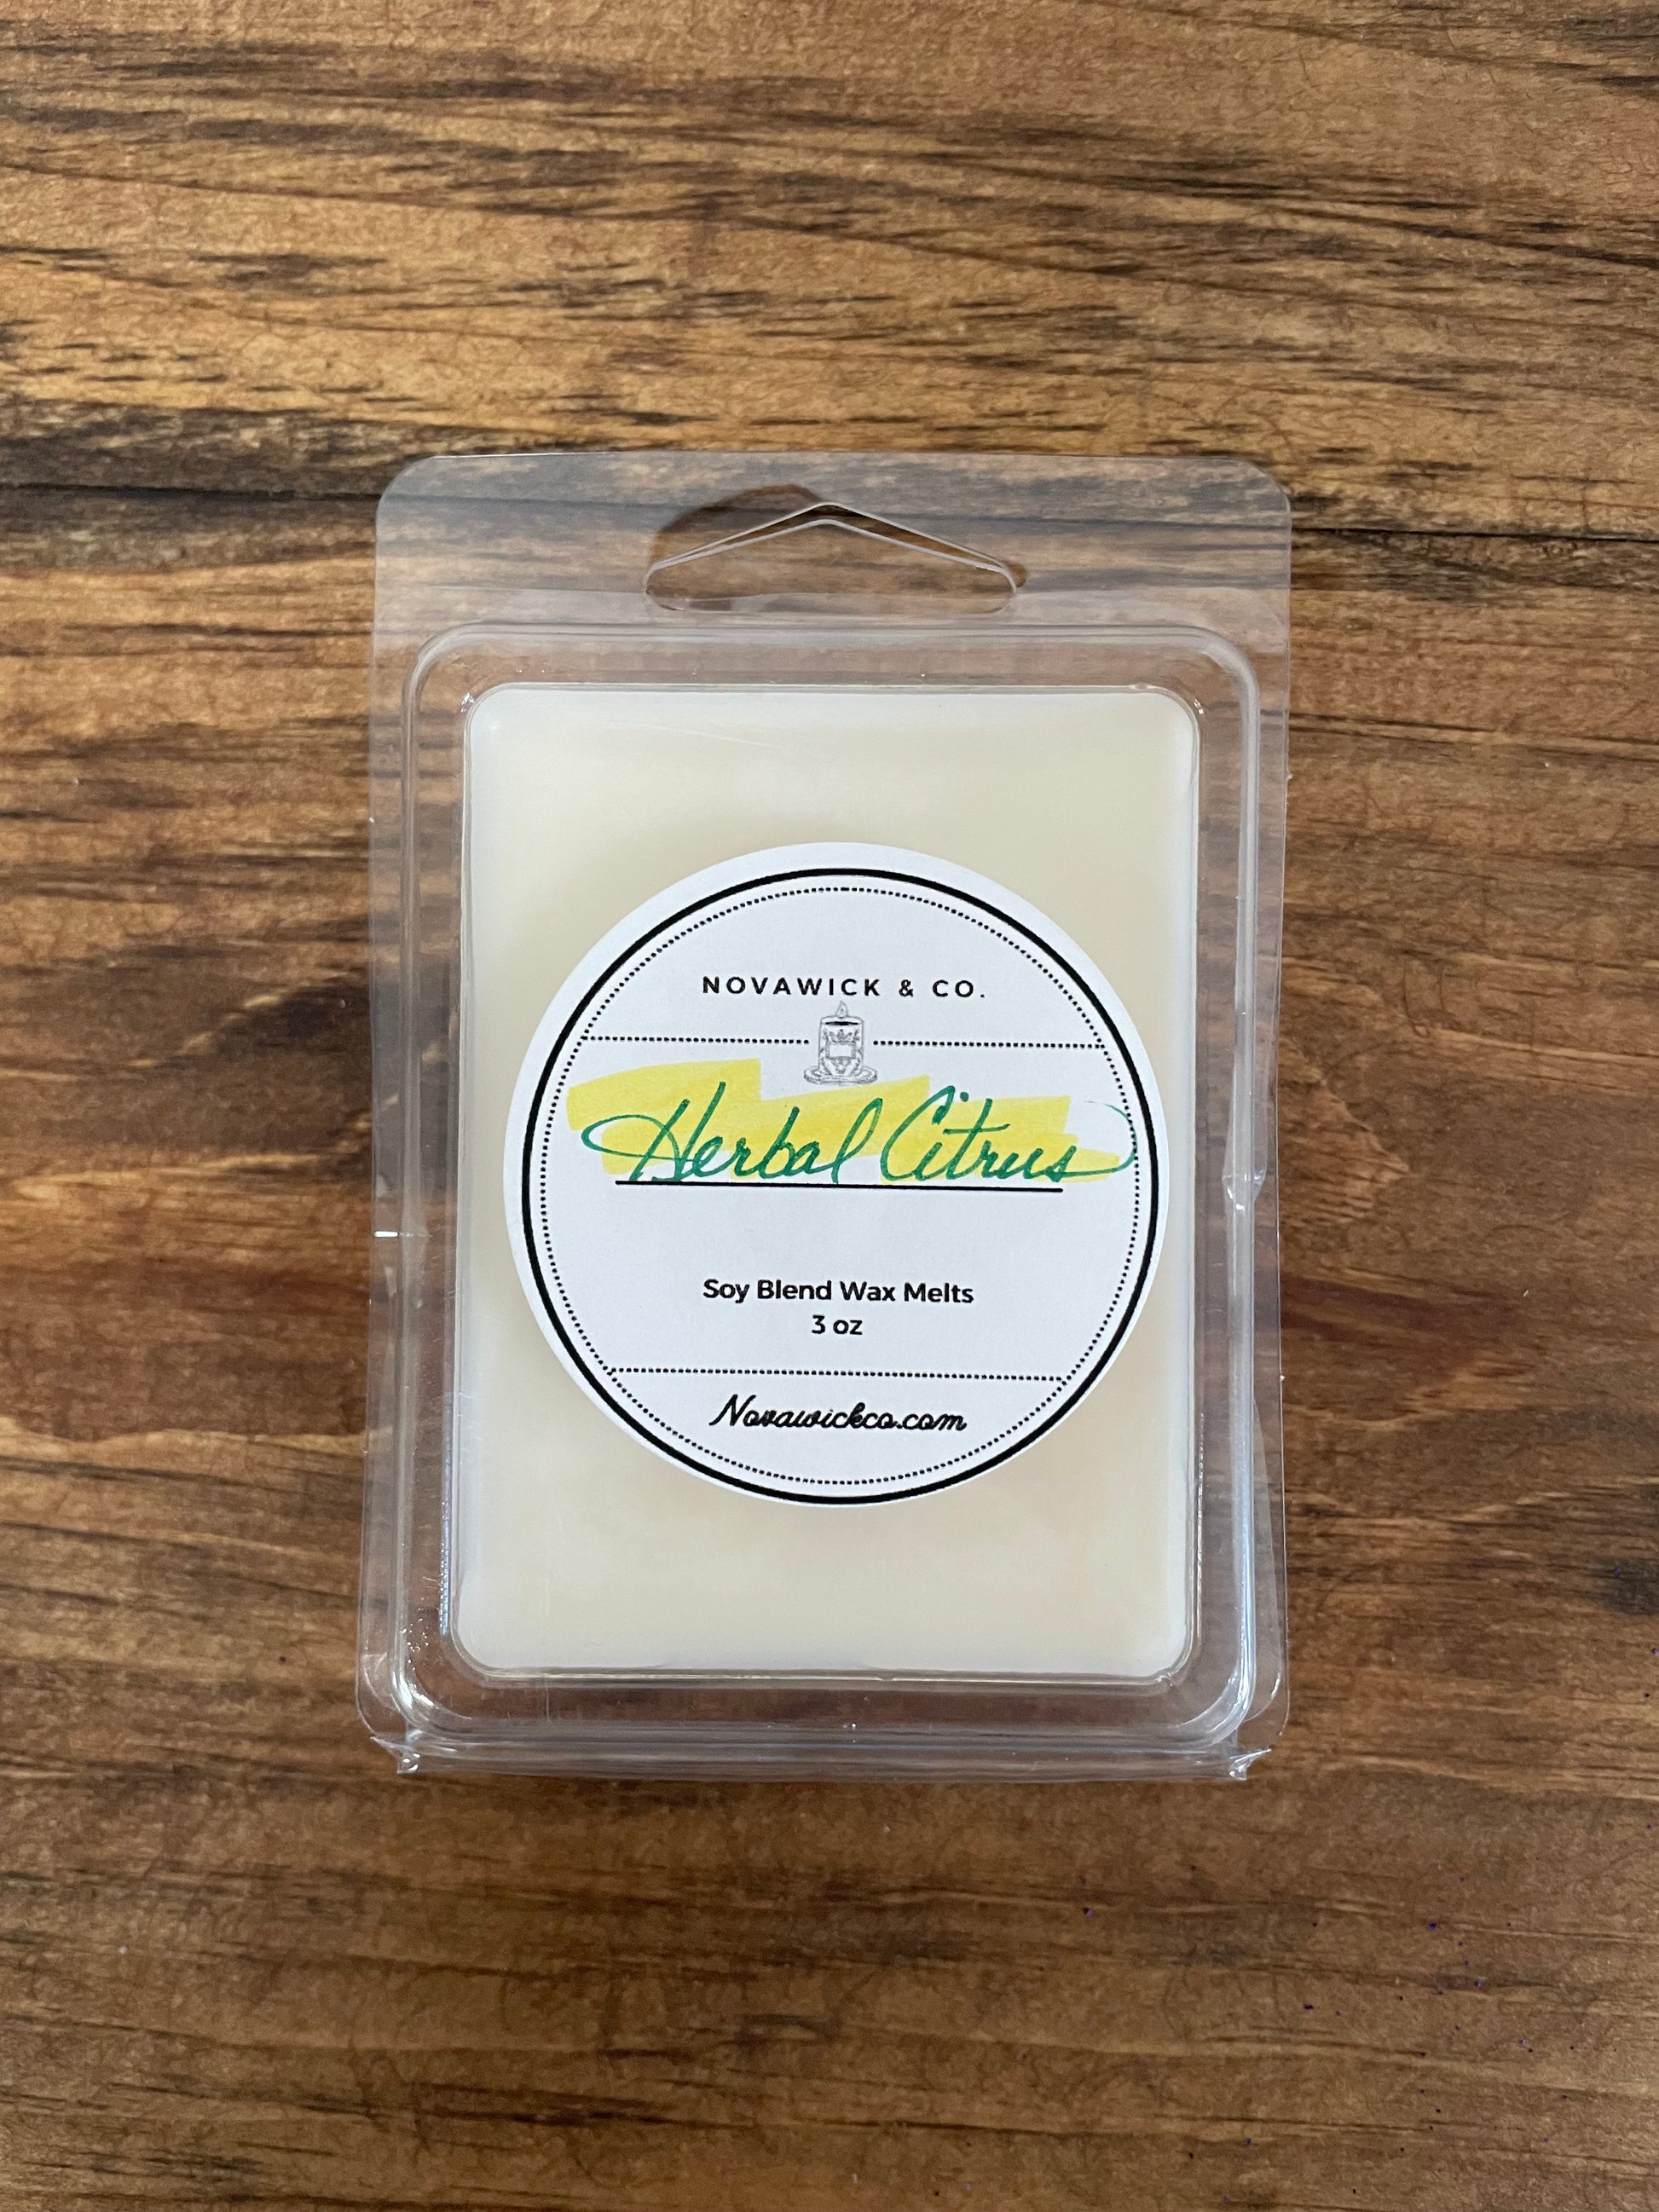 NOVAWICK & CO.
Herbal Citrus
Soy Blend Wax Melts
3 oz
Novawickco.com